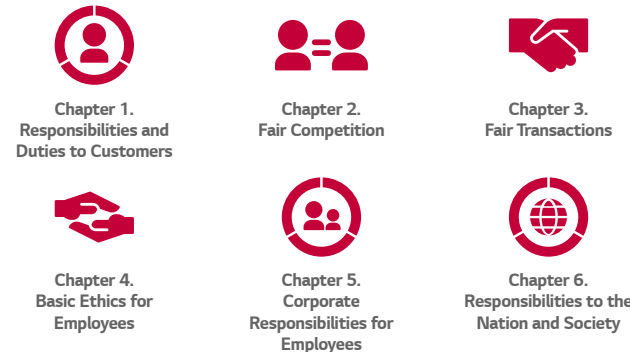 Chapter 1.
Responsibilities and
Duties to Customers
Chapter 2.
Fair Competition
Chapter 3.
Fair Transactions
Chapter 4.
Basic Ethics for
Employees
Chapter 5.
Corporate
Responsibilities for
Employees
Chapter 6.
Responsibilities to the
Nation and Society